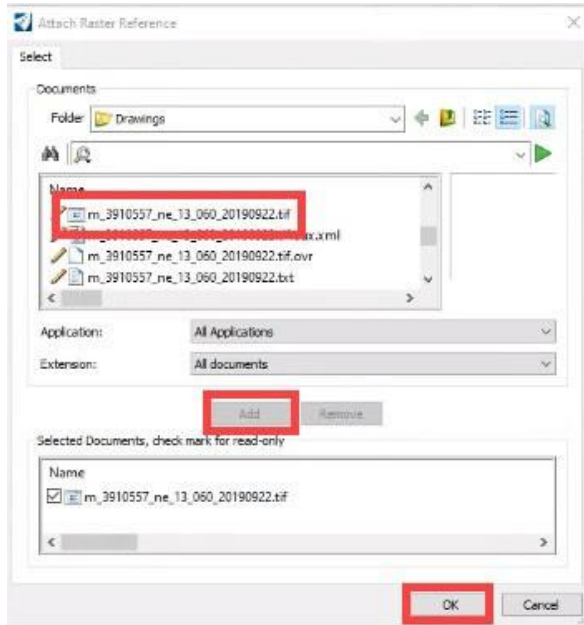 Attach Raster Reference
Select
Documents
Folder Drawings
Name
m_3910557_ne_13_060_20190922.tif
m_3910557_ne_13_060_20190922.tif.ovr
m_3910557_ne_13_060_20190922.txt
Application: All Applications
Extension: All documents
Add Remove
Selected Documents, check mark for read-only
Name
m_3910557_ne_13_060_20190922.tif
OK Cancel